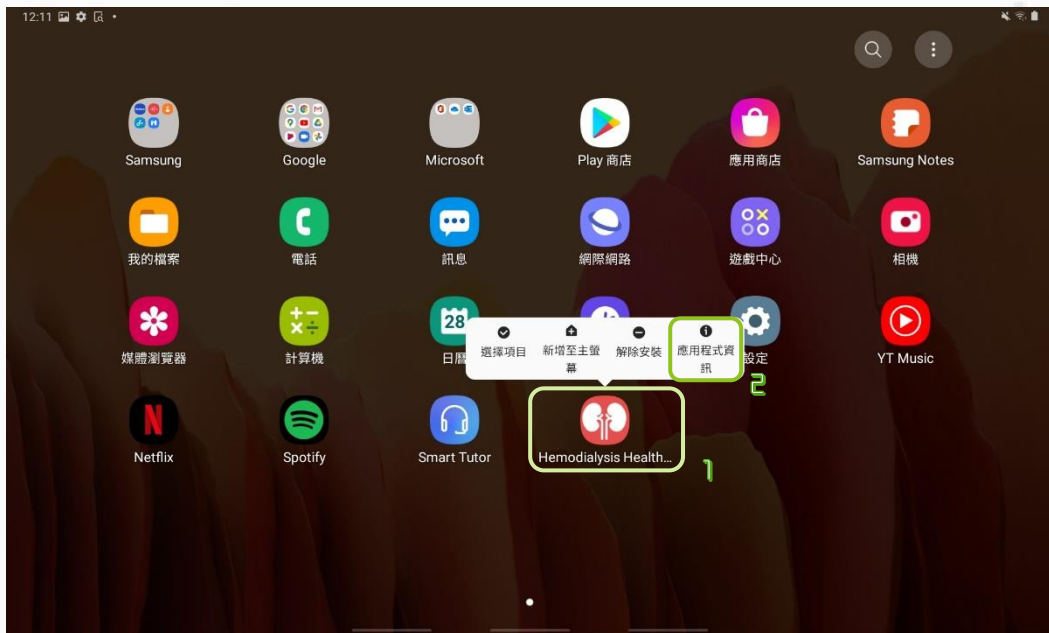 12:11
Samsung
Google
Microsoft
Play 商店
應用商店
Samsung Notes
我的檔案
電話
訊息
網際網路
遊戲中心
相機
媒體瀏覽器
計算機
28
日曆
選擇項目
新增至主螢
幕
解除安裝
應用程式資
訊
設定
YT Music
2
Netflix
Spotify
Smart Tutor
Hemodialysis Health...
1